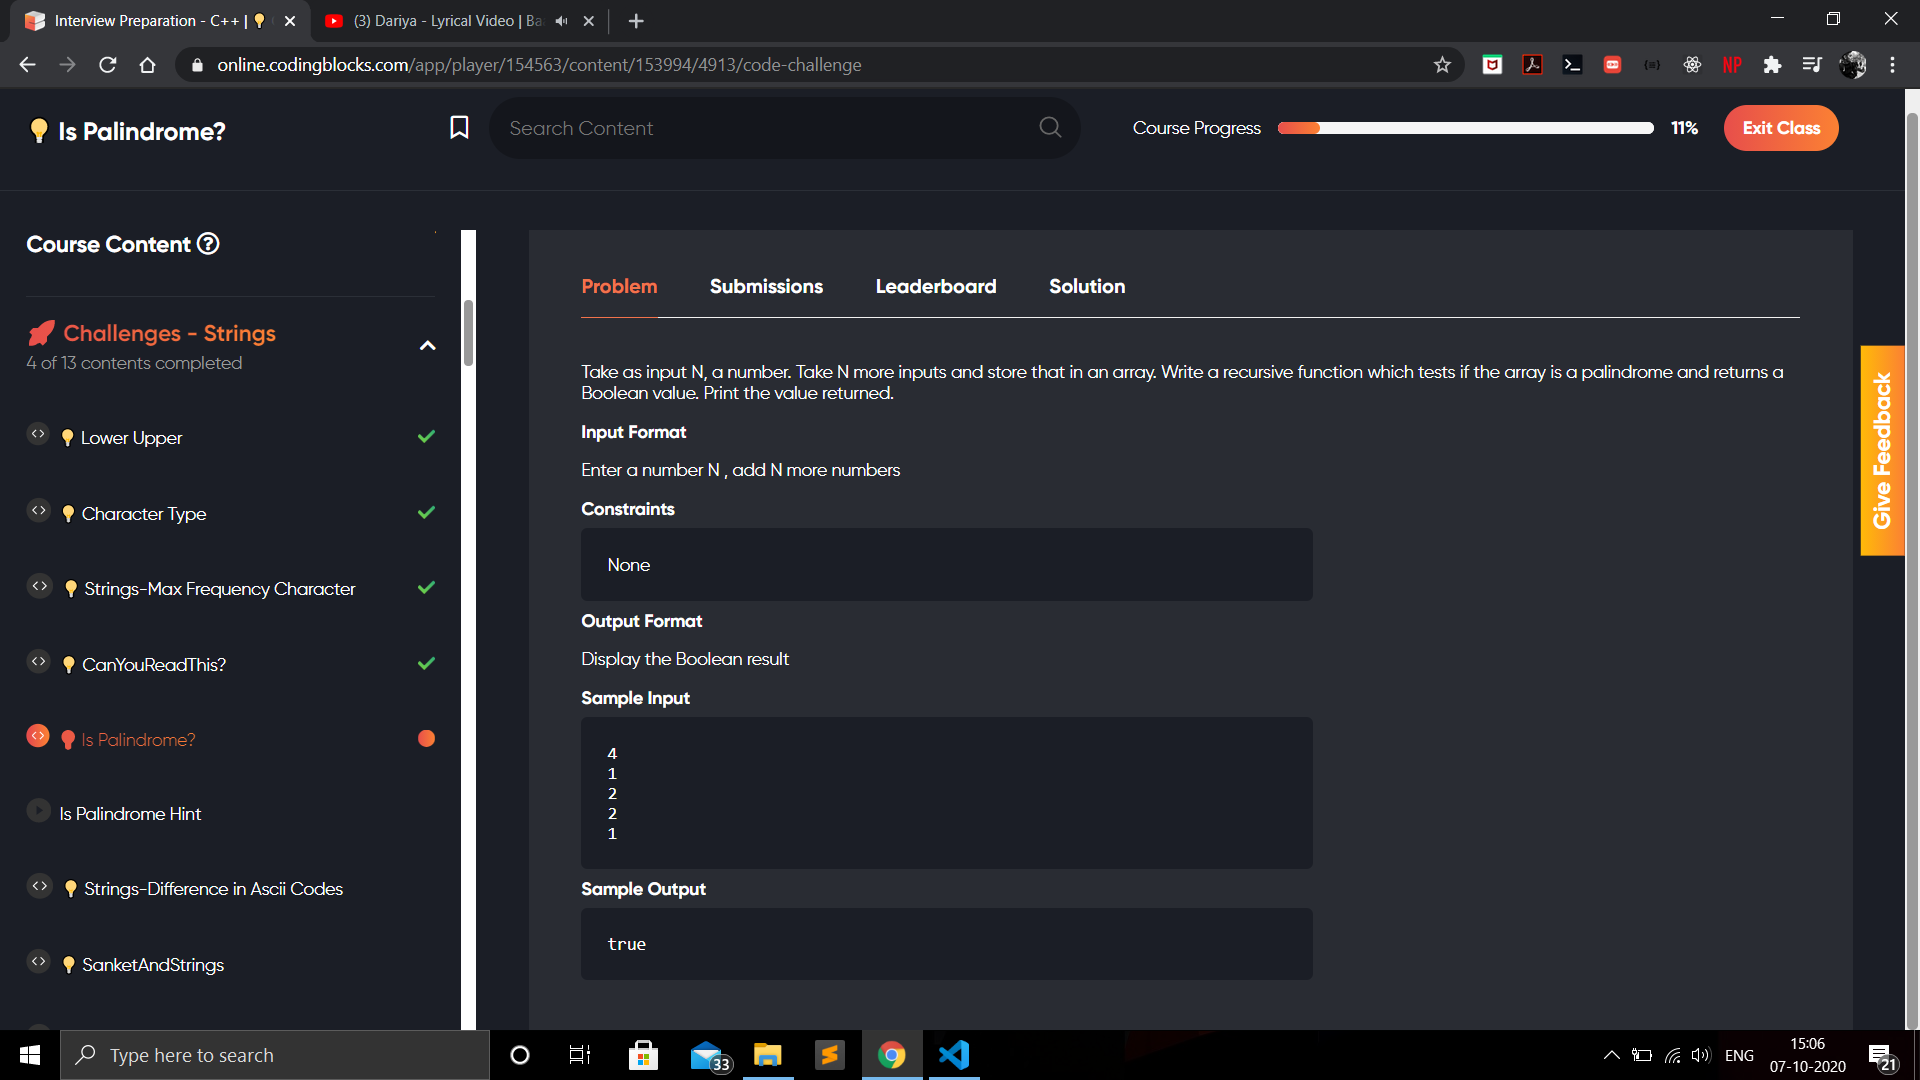 Interview Preparation - C++ |
(3) Dariya - Lyrical Video | Ba
online.codingblocks.com/app/player/154563/content/153994/4913/code-challenge
NP
Is Palindrome?
Search Content
Course Progress
11%
Exit Class
Course Content
Challenges - Strings
4 of 13 contents completed
Lower Upper
Character Type
Strings-Max Frequency Character
CanYouReadThis?
Is Palindrome?
Is Palindrome Hint
Strings-Difference in Ascii Codes
SanketAndStrings
Problem
Submissions
Leaderboard
Solution
Take as input N, a number. Take N more inputs and store that in an array. Write a recursive function which tests if the array is a palindrome and returns a
Boolean value. Print the value returned.
Input Format
Enter a number N , add N more numbers
Constraints
None
Output Format
Display the Boolean result
Sample Input
4
1
2
2
1
Sample Output
true
Give Feedback
Type here to search
33
ENG
15:06
07-10-2020
21